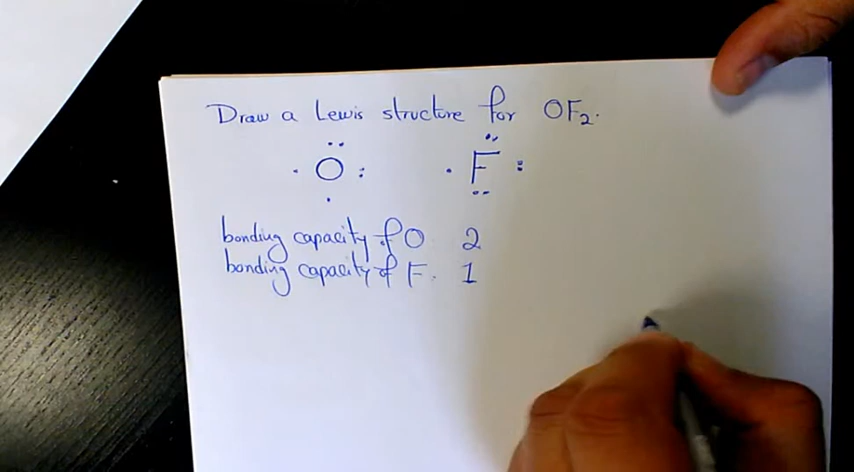 Draw a Lewis structure for OF₂.
O F
bonding capacity of O 2
bonding capacity of F. 1